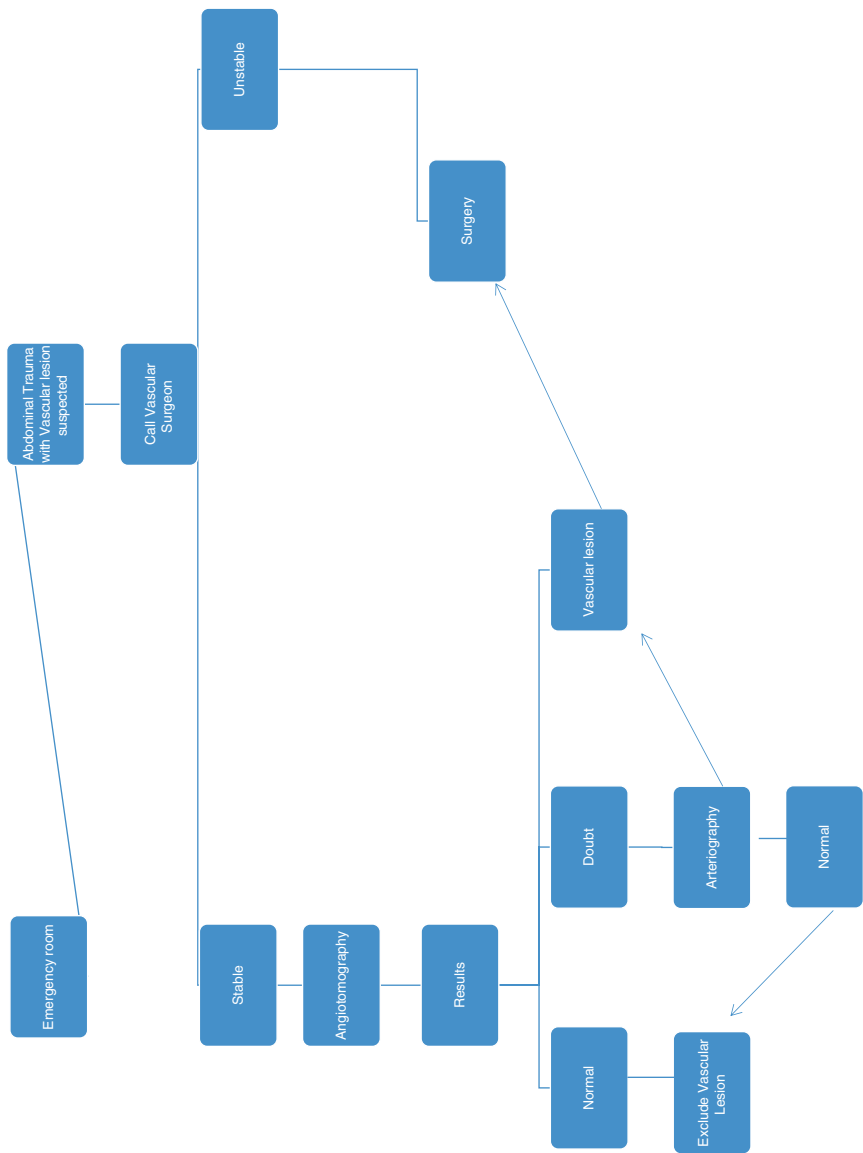 Emergency room
Abdominal Trauma
with Vascular lesion
suspected
Call Vascular
Surgeon
Stable
Unstable
Angiotomography
Results
Surgery
Normal
Doubt
Vascular lesion
Exclude Vascular
Lesion
Arteriography
Normal